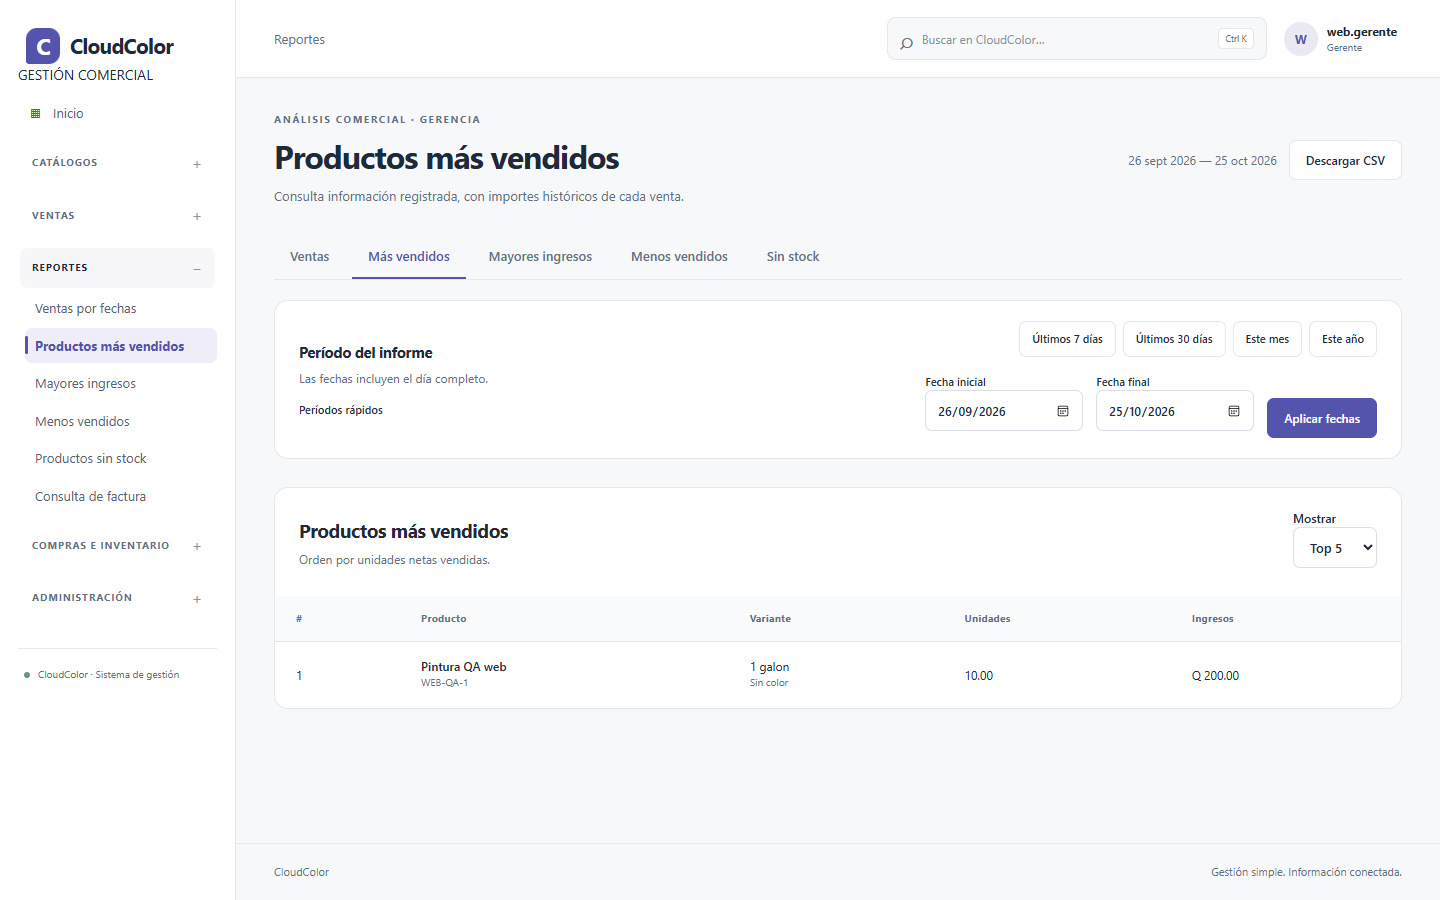 C CloudColor
GESTIÓN COMERCIAL
Inicio
CATÁLOGOS +
VENTAS +
REPORTES −
Ventas por fechas
Productos más vendidos
Mayores ingresos
Menos vendidos
Productos sin stock
Consulta de factura
COMPRAS E INVENTARIO +
ADMINISTRACIÓN +
CloudColor · Sistema de gestión
Reportes
Buscar en CloudColor... Ctrl K
W web.gerente
Gerente
ANÁLISIS COMERCIAL · GERENCIA
Productos más vendidos
26 sept 2026 — 25 oct 2026 Descargar CSV
Consulta información registrada, con importes históricos de cada venta.
Ventas Más vendidos Mayores ingresos Menos vendidos Sin stock
Período del informe
Las fechas incluyen el día completo.
Períodos rápidos
Últimos 7 días Últimos 30 días Este mes Este año
Fecha inicial Fecha final
26/09/2026 25/10/2026 Aplicar fechas
Productos más vendidos
Orden por unidades netas vendidas.
Mostrar
Top 5
# Producto Variante Unidades Ingresos
1 Pintura QA web 1 galon 10.00 Q 200.00
WEB-QA-1 Sin color
CloudColor Gestión simple. Información conectada.